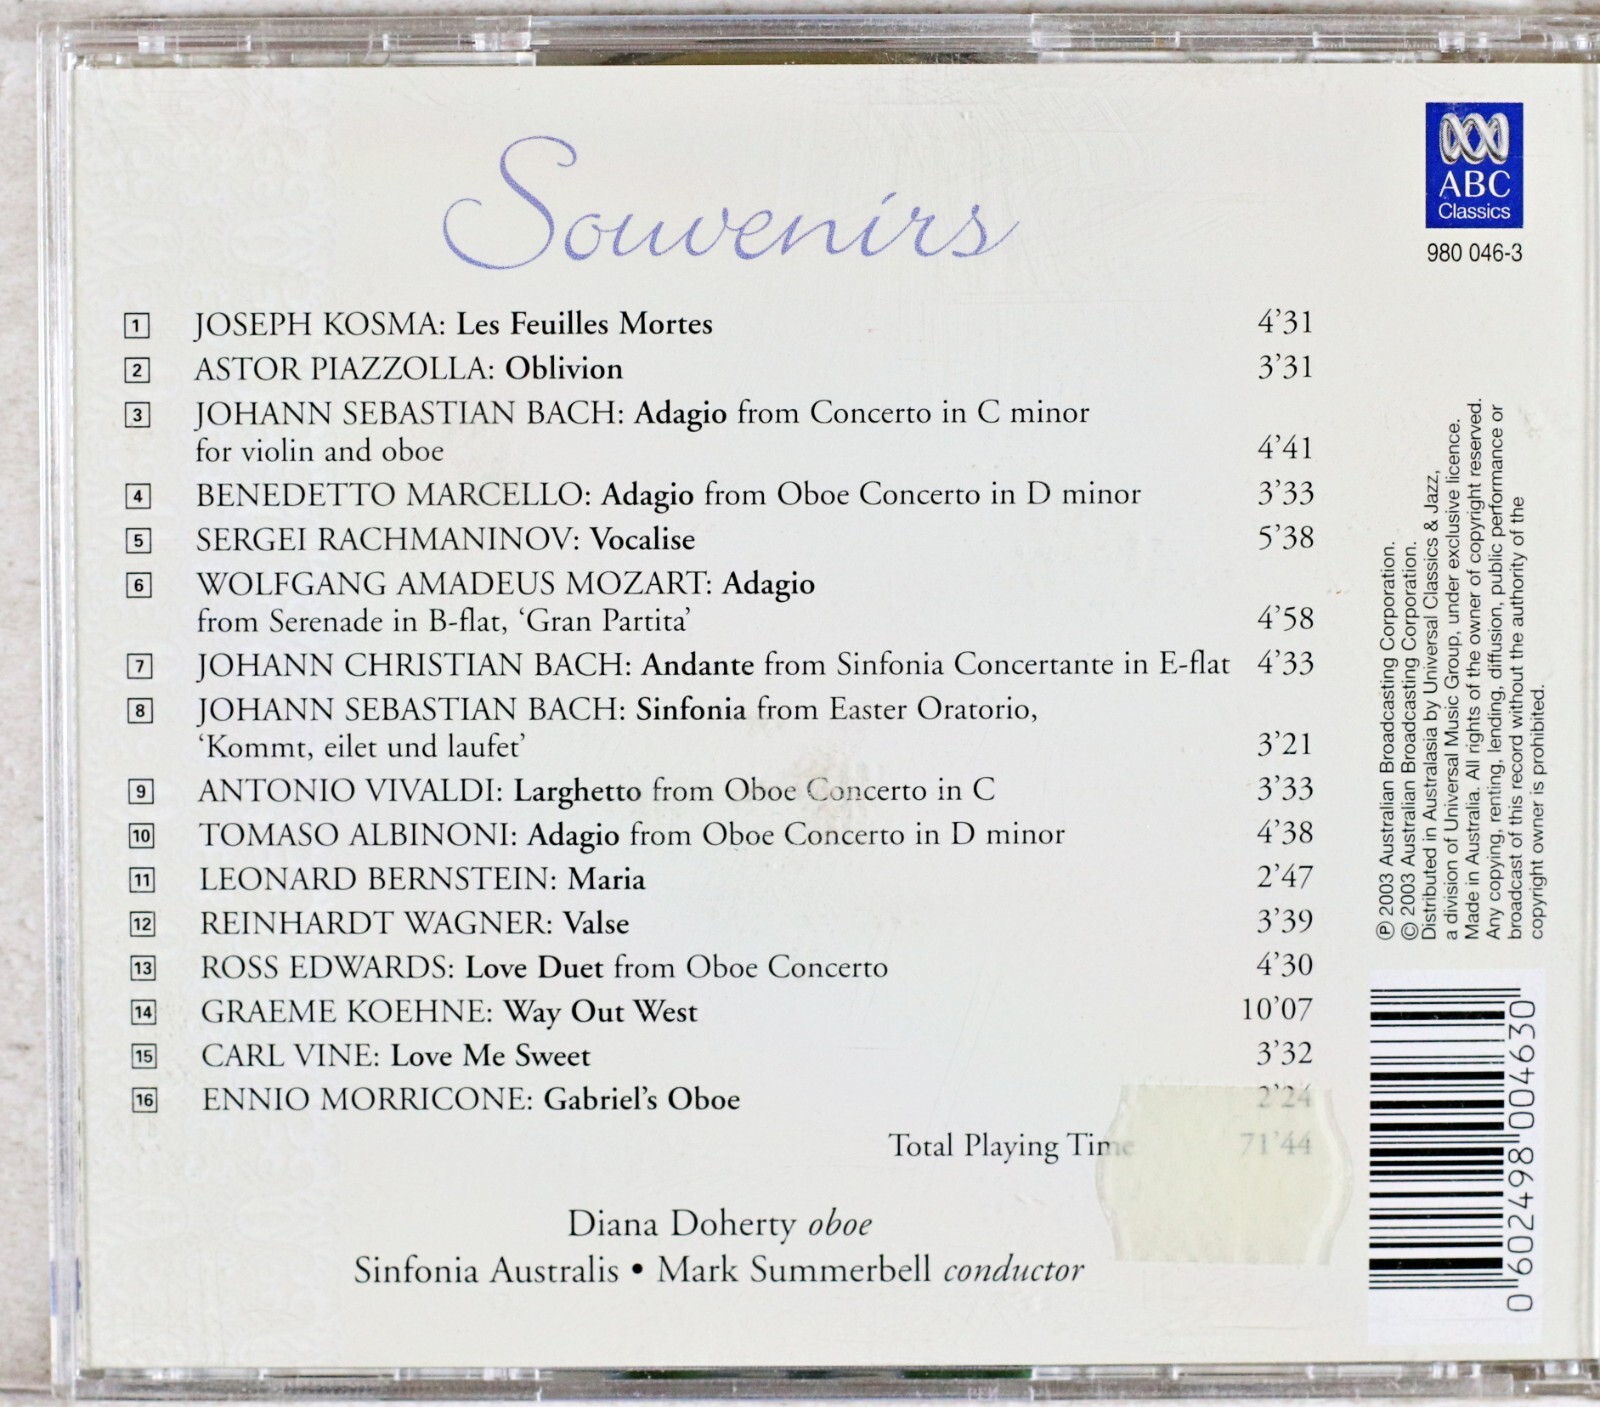 Souvenirs
ABC
Classics
980 046-3
1 JOSEPH KOSMA: Les Feuilles Mortes 4’31
2 ASTOR PIAZZOLLA: Oblivion 3’31
3 JOHANN SEBASTIAN BACH: Adagio from Concerto in C minor
for violin and oboe 4’41
4 BENEDETTO MARCELLO: Adagio from Oboe Concerto in D minor 3’33
5 SERGEI RACHMANINOV: Vocalise 5’38
6 WOLFGANG AMADEUS MOZART: Adagio
from Serenade in B-flat, ‘Gran Partita’ 4’58
7 JOHANN CHRISTIAN BACH: Andante from Sinfonia Concertante in E-flat 4’33
8 JOHANN SEBASTIAN BACH: Sinfonia from Easter Oratorio,
‘Kommt, eilet und laufet’ 3’21
9 ANTONIO VIVALDI: Larghetto from Oboe Concerto in C 3’33
10 TOMASO ALBINONI: Adagio from Oboe Concerto in D minor 4’38
11 LEONARD BERNSTEIN: Maria 2’47
12 REINHARDT WAGNER: Valse 3’39
13 ROSS EDWARDS: Love Duet from Oboe Concerto 4’30
14 GRAEME KOEHNE: Way Out West 10’07
15 CARL VINE: Love Me Sweet 3’32
16 ENNIO MORRICONE: Gabriel’s Oboe 2’24
Total Playing Time 71’44
Diana Doherty oboe
Sinfonia Australis • Mark Summerbell conductor
℗ 2003 Australian Broadcasting Corporation.
© 2003 Australian Broadcasting Corporation.
Distributed in Australasia by Universal Classics & Jazz,
a division of Universal Music Group, under exclusive licence.
Made in Australia. All rights of the owner of copyright reserved.
Any copying, renting, lending, diffusion, public performance or
broadcast of this record without the authority of the
copyright owner is prohibited.
0 602498 004630